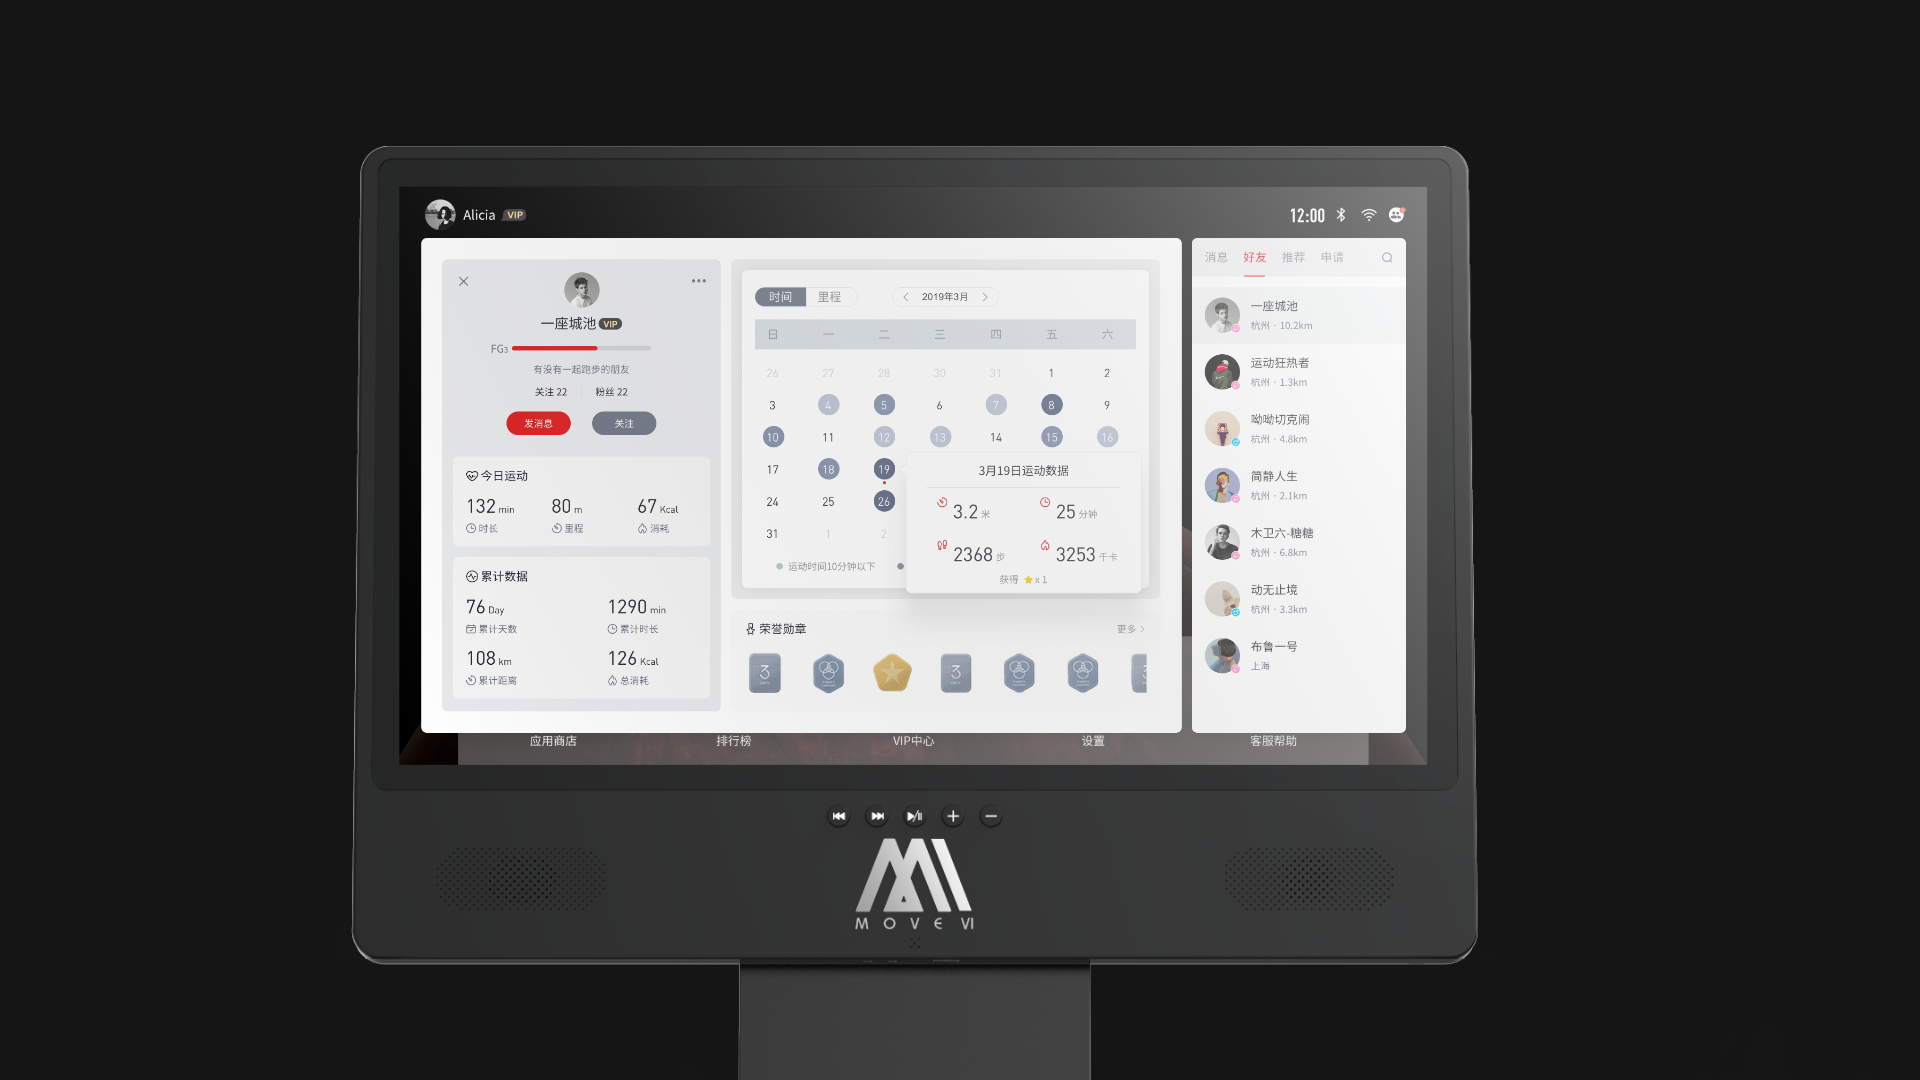 Alicia VIP
12:00
一座城池 VIP
FG3
有没有一起跑步的朋友
关注 22 粉丝 22
发消息 关注
今日运动
132 min 80 m 67 Kcal
时长 里程 消耗
累计数据
76 Day 1290 min
累计天数 累计时长
108 km 126 Kcal
累计距离 总消耗
时间 里程 2019年3月
日 一 二 三 四 五 六
26 27 28 30 31 1 2
3 4 5 6 7 8 9
10 11 12 13 14 15 16
17 18 19
24 25 26
31 1 2
运动时间10分钟以下
3月19日运动数据
3.2 米 25 分钟
2368 步 3253 千卡
获得 x 1
荣誉勋章 更多
3 3 3
消息 好友 推荐 申请
一座城池
杭州 · 10.2km
运动狂热者
杭州 · 1.3km
呦呦切克闹
杭州 · 4.8km
简静人生
杭州 · 2.1km
木卫六-糖糖
杭州 · 6.8km
动无止境
杭州 · 3.3km
布鲁一号
上海
应用商店 排行榜 VIP中心 设置 客服帮助
MOVE VI